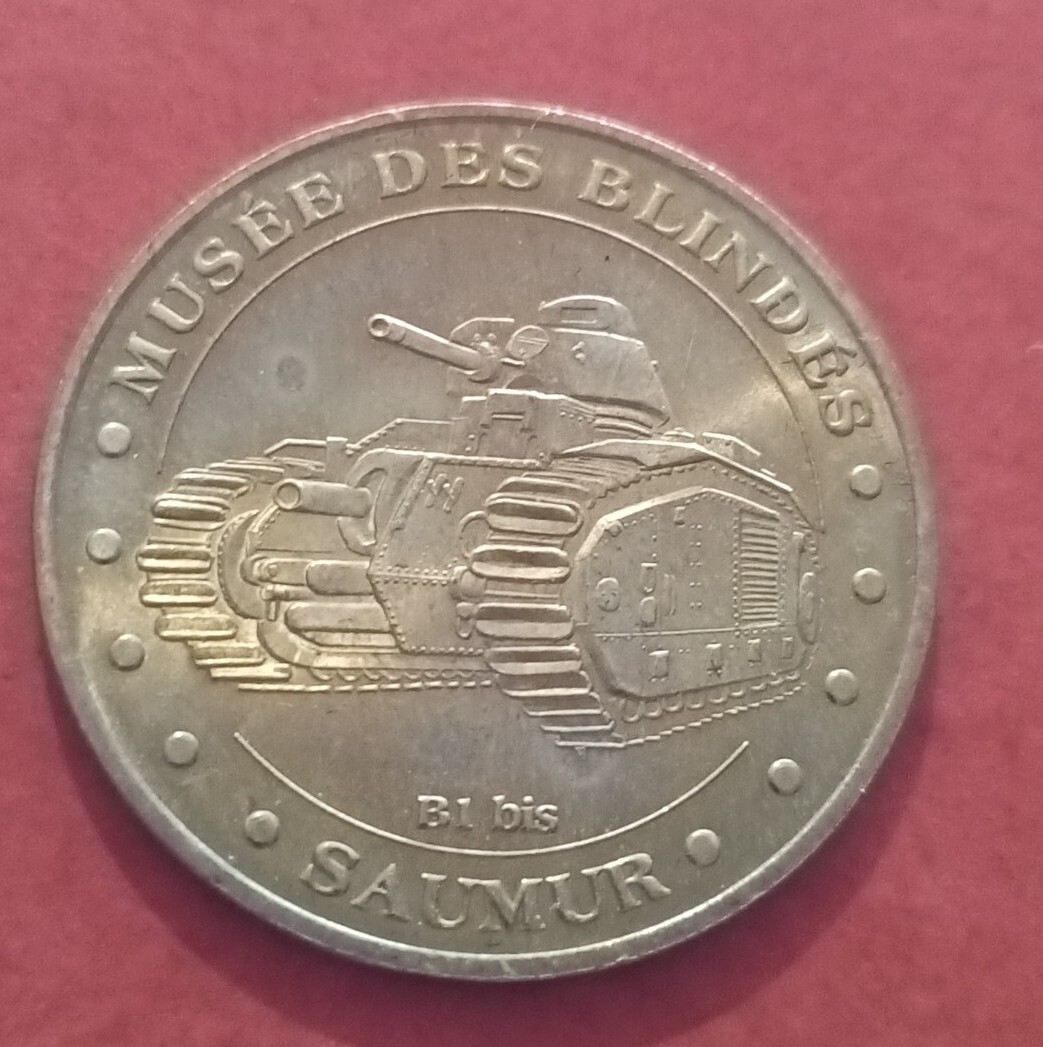 MUSÉE DES BLINDÉS
B1 bis
SAUMUR